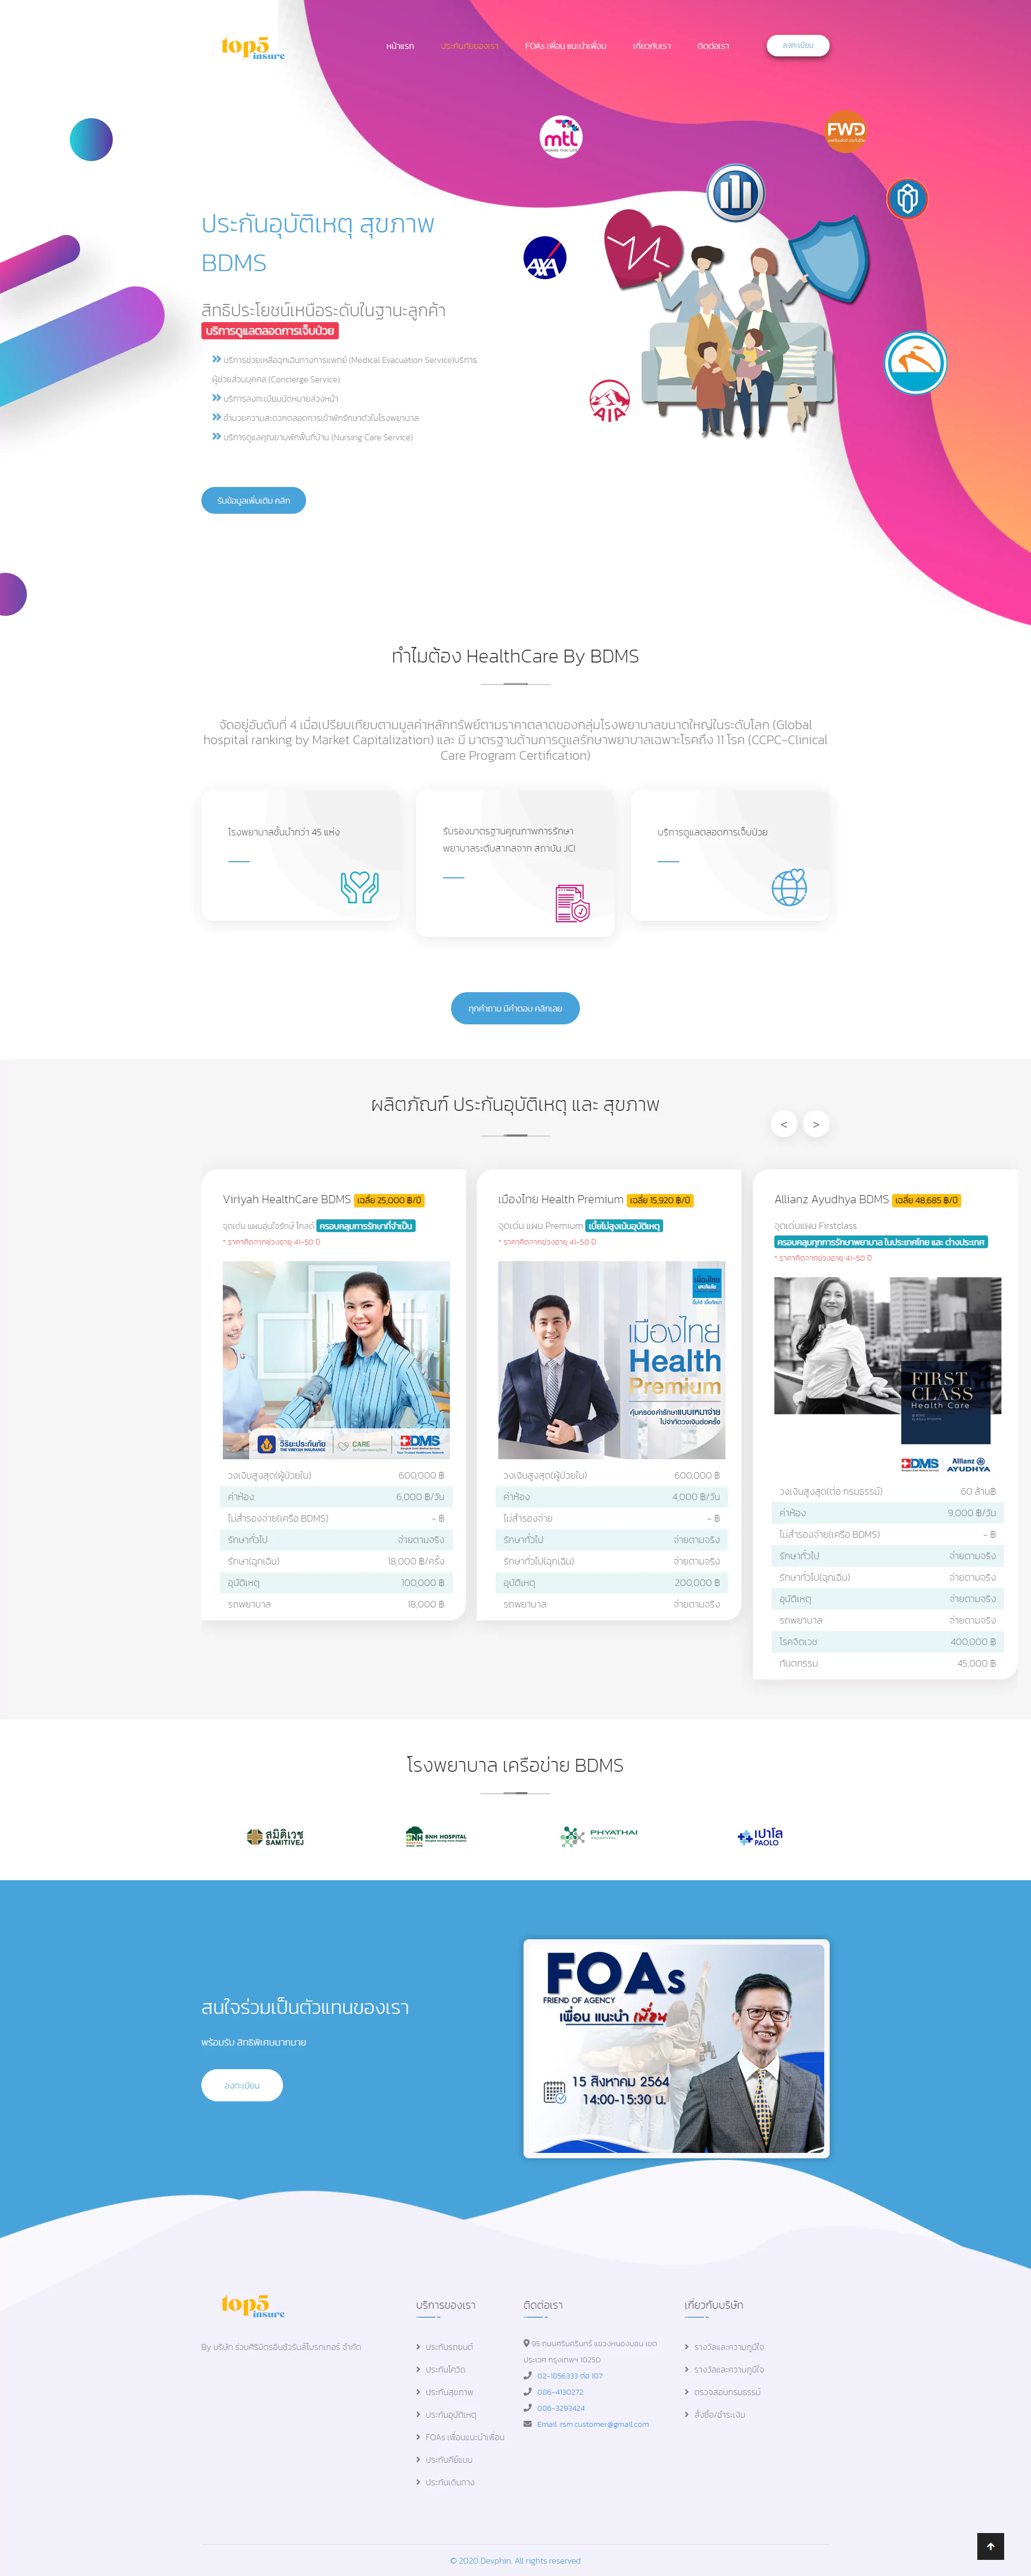 top5
insure
หน้าแรก
ประกันภัยของเรา
FOAs เพื่อน แนะนำเพื่อน
เกี่ยวกับเรา
ติดต่อเรา
ลงทะเบียน
mtl
MUANG THAI LIFE
FWD
AXA
AIA
ประกันอุบัติเหตุ สุขภาพ
BDMS
สิทธิประโยชน์เหนือระดับในฐานะลูกค้า
บริการดูแลตลอดการเจ็บป่วย
บริการช่วยเหลือฉุกเฉินทางการแพทย์ (Medical Evacuation Service)บริการ
ผู้ช่วยส่วนบุคคล (Concierge Service)
บริการลงทะเบียนนัดหมายล่วงหน้า
อำนวยความสะดวกตลอดการเข้าพักรักษาตัวในโรงพยาบาล
บริการดูแลคุณยามพักฟื้นที่บ้าน (Nursing Care Service)
รับข้อมูลเพิ่มเติม คลิก
ทำไมต้อง HealthCare By BDMS
จัดอยู่อันดับที่ 4 เมื่อเปรียบเทียบตามมูลค่าหลักทรัพย์ตามราคาตลาดของกลุ่มโรงพยาบาลขนาดใหญ่ในระดับโลก (Global
hospital ranking by Market Capitalization) และ มี มาตรฐานด้านการดูแลรักษาพยาบาลเฉพาะโรคถึง 11 โรค (CCPC-Clinical
Care Program Certification)
โรงพยาบาลชั้นนำกว่า 45 แห่ง
รับรองมาตรฐานคุณภาพการรักษา
พยาบาลระดับสากลจาก สถาบัน JCI
บริการดูแลตลอดการเจ็บป่วย
ทุกคำถาม มีคำตอบ คลิกเลย
ผลิตภัณฑ์ ประกันอุบัติเหตุ และ สุขภาพ
< >
Viriyah HealthCare BDMS เฉลี่ย 25,000 ฿/ปี
จุดเด่น แผนอุ่นใจรักษ์ โกลด์ ครอบคลุมการรักษาที่จำเป็น
* ราคาคิดจากช่วงอายุ 41-50 ปี
วิริยะประกันภัย
THE VIRIYAH INSURANCE
CARE
BDMS
วงเงินสูงสุด(ผู้ป่วยใน) 600,000 ฿
ค่าห้อง 6,000 ฿/วัน
ไม่สำรองจ่าย(เครือ BDMS) - ฿
รักษาทั่วไป จ่ายตามจริง
รักษา(ฉุกเฉิน) 18,000 ฿/ครั้ง
อุบัติเหตุ 100,000 ฿
รถพยาบาล 18,000 ฿
เมืองไทย Health Premium เฉลี่ย 15,920 ฿/ปี
จุดเด่น แผน Premium เบี้ยไม่สูงเน้นอุบัติเหตุ
* ราคาคิดจากช่วงอายุ 41-50 ปี
เมืองไทย
เมืองไทย
Health
Premium
คุ้มครองค่ารักษาแบบเหมาจ่าย
ไม่จำกัดวงเงินต่อครั้ง
วงเงินสูงสุด(ผู้ป่วยใน) 600,000 ฿
ค่าห้อง 4,000 ฿/วัน
ไม่สำรองจ่าย - ฿
รักษาทั่วไป จ่ายตามจริง
รักษาทั่วไป(ฉุกเฉิน) จ่ายตามจริง
อุบัติเหตุ 200,000 ฿
รถพยาบาล จ่ายตามจริง
Allianz Ayudhya BDMS เฉลี่ย 48,685 ฿/ปี
จุดเด่นแผน Firstclass
ครอบคลุมทุกการรักษาพยาบาล ในประเทศไทย และ ต่างประเทศ
* ราคาคิดจากช่วงอายุ 41-50 ปี
FIRST
CLASS
Health Care
BDMS
Allianz
AYUDHYA
วงเงินสูงสุด(ต่อ กรมธรรม์) 60 ล้าน฿
ค่าห้อง 9,000 ฿/วัน
ไม่สำรองจ่าย(เครือ BDMS) - ฿
รักษาทั่วไป จ่ายตามจริง
รักษาทั่วไป(ฉุกเฉิน) จ่ายตามจริง
อุบัติเหตุ จ่ายตามจริง
รถพยาบาล จ่ายตามจริง
โรคจิตเวช 400,000 ฿
ทันตกรรม 45,000 ฿
โรงพยาบาล เครือข่าย BDMS
สมิติเวช
SAMITIVEJ
BNH HOSPITAL
PHYATHAI
HOSPITAL
เปาโล
PAOLO
สนใจร่วมเป็นตัวแทนของเรา
พร้อมรับ สิทธิพิเศษมากมาย
ลงทะเบียน
FOAs
FRIEND OF AGENCY
เพื่อน แนะนำ เพื่อน
15 สิงหาคม 2564
14:00-15:30 น.
top5
insure
By บริษัท ร่วมศิริมิตรอินชัวรันส์โบรกเกอร์ จำกัด
บริการของเรา
ประกันรถยนต์
ประกันโควิด
ประกันสุขภาพ
ประกันอุบัติเหตุ
FOAs เพื่อนแนะนำเพื่อน
ประกันคีย์แมน
ประกันเดินทาง
ติดต่อเรา
95 ถนนศรีนครินทร์ แขวงหนองบอน เขต
ประเวศ กรุงเทพฯ 10250
02-1856333 ต่อ 107
086-4130272
086-3293424
Email :rsm.customer@gmail.com
เกี่ยวกับบริษัท
รางวัลและความภูมิใจ
รางวัลและความภูมิใจ
ตรวจสอบกรมธรรม์
สั่งซื้อ/ชำระเงิน
© 2020 Devphin. All rights reserved